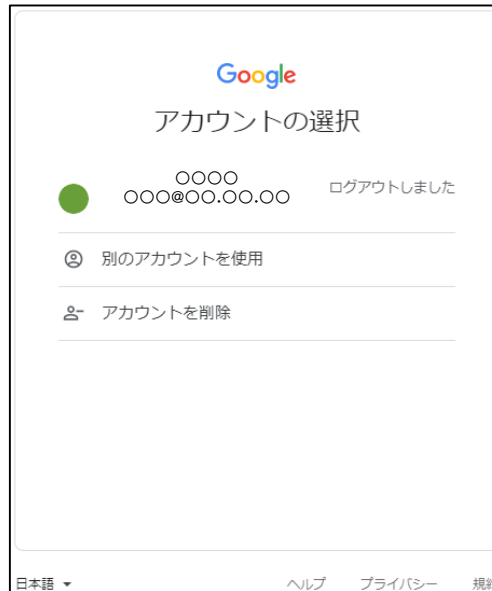 Google
アカウントの選択
○○○○
○○○@○○.○○.○○
ログアウトしました
別のアカウントを使用
アカウントを削除
日本語
ヘルプ プライバシー 規約